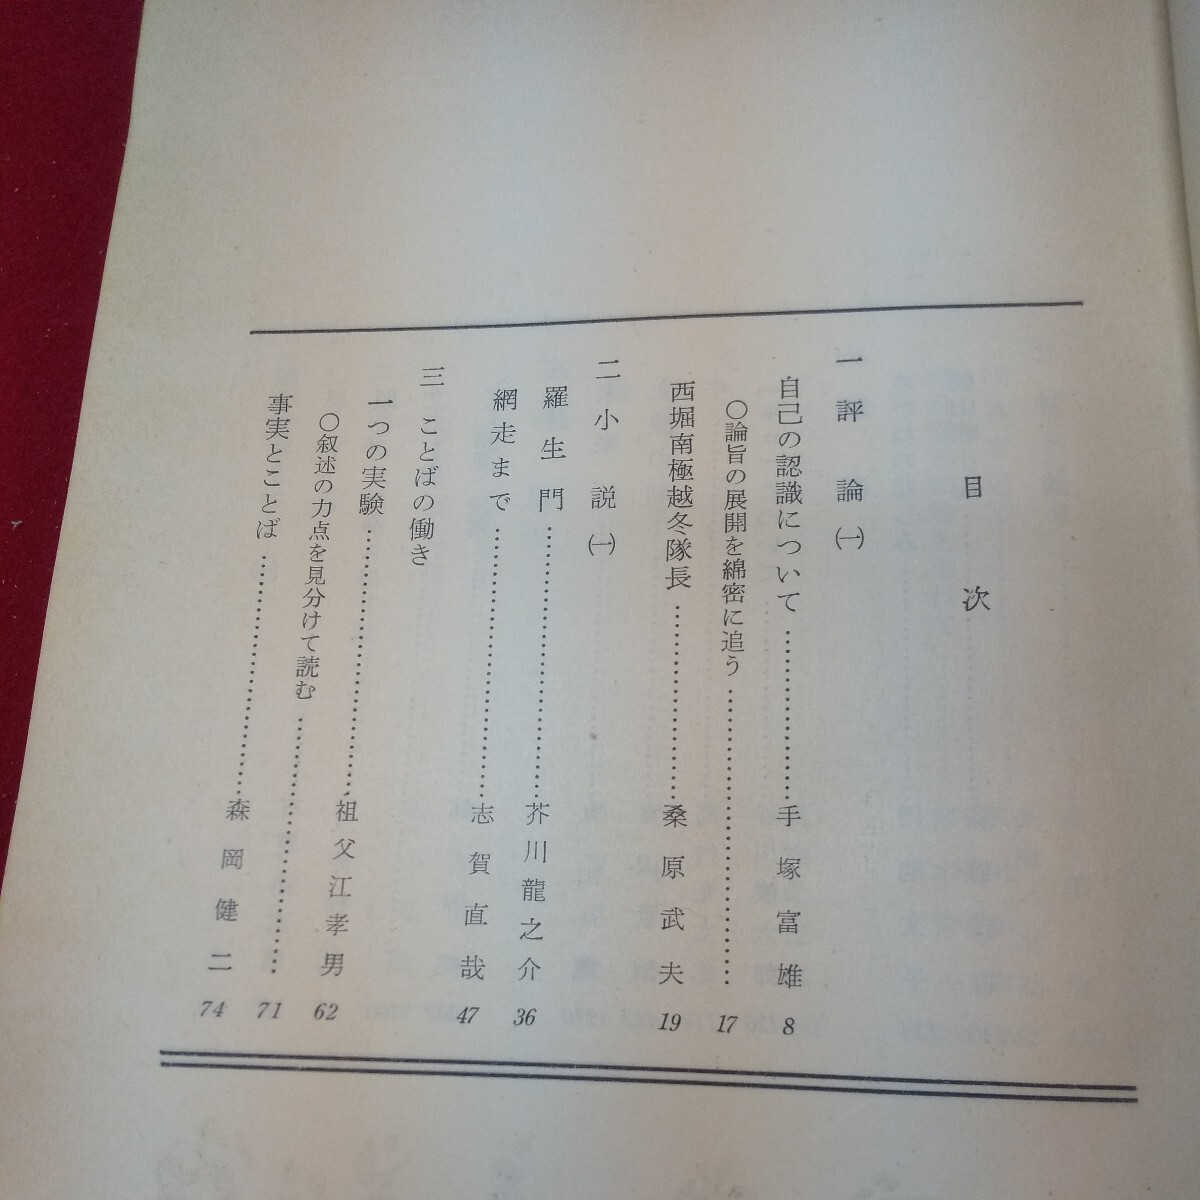 目次
一 評論(一)
自己の認識について……………手塚富雄 8
○論旨の展開を綿密に追う…………………… 17
西堀南極越冬隊長……………桑原武夫 19
二 小説(一)
羅生門…………………芥川龍之介 36
網走まで…………………志賀直哉 47
三 ことばの働き
一つの実験…………………祖父江孝男 62
○叙述の力点を見分けて読む………………… 71
事実とことば………………森岡健二 74